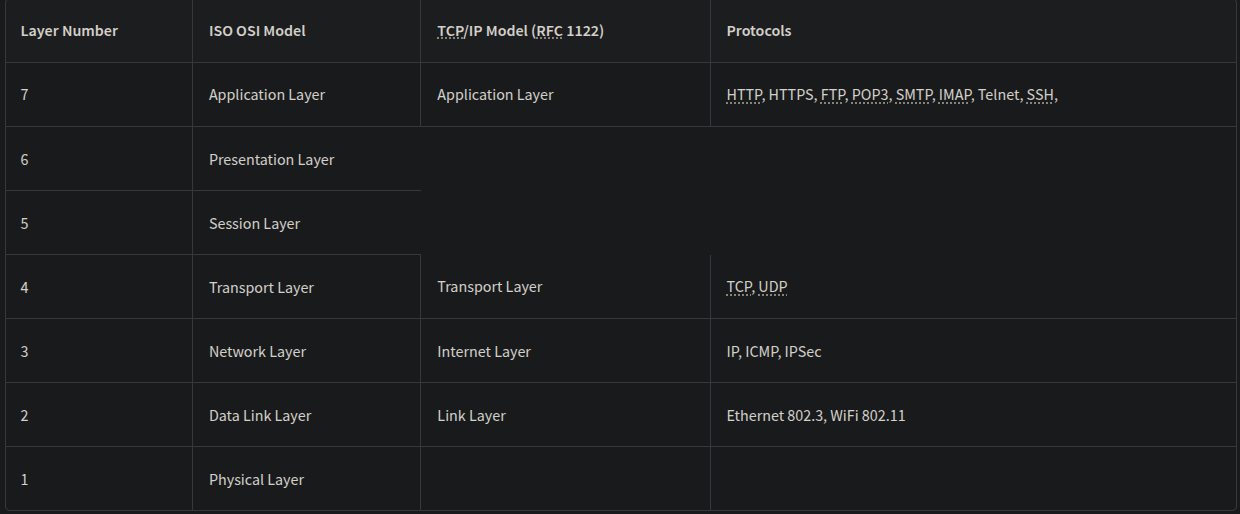 Layer Number ISO OSI Model TCP/IP Model (RFC 1122) Protocols
7 Application Layer Application Layer HTTP, HTTPS, FTP, POP3, SMTP, IMAP, Telnet, SSH,
6 Presentation Layer
5 Session Layer
4 Transport Layer Transport Layer TCP, UDP
3 Network Layer Internet Layer IP, ICMP, IPSec
2 Data Link Layer Link Layer Ethernet 802.3, WiFi 802.11
1 Physical Layer